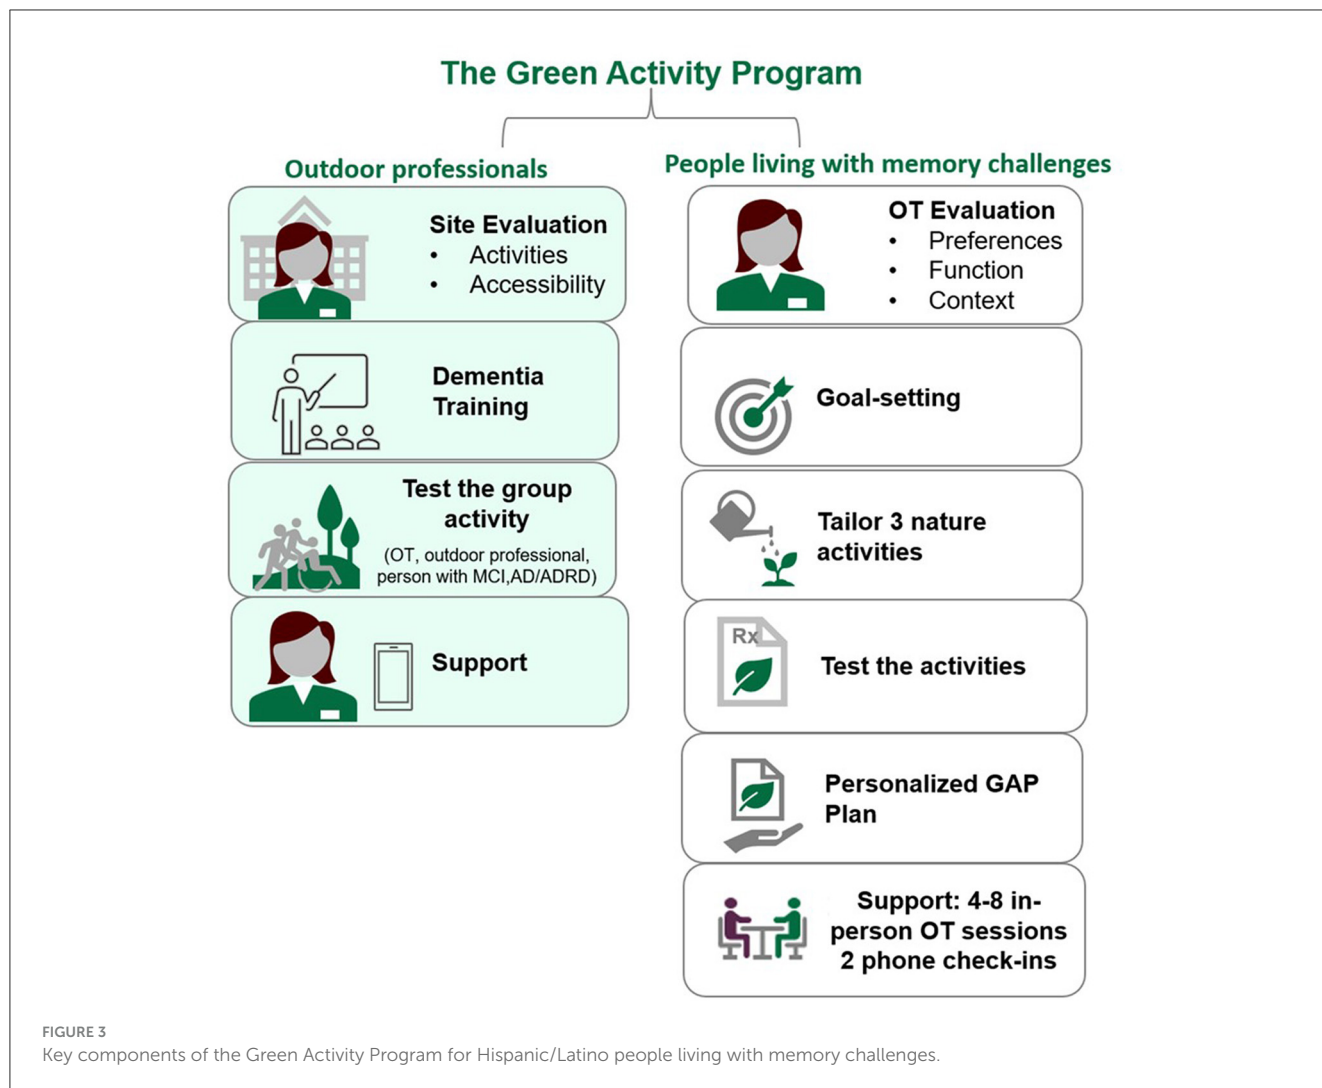 The Green Activity Program
Outdoor professionals
Site Evaluation
• Activities
• Accessibility
Dementia
Training
Test the group
activity
(OT, outdoor professional,
person with MCI,AD/ADRD)
Support
People living with memory challenges
OT Evaluation
• Preferences
• Function
• Context
Goal-setting
Tailor 3 nature
activities
Rx
Test the activities
Personalized GAP
Plan
Support: 4-8 in-
person OT sessions
2 phone check-ins
FIGURE 3
Key components of the Green Activity Program for Hispanic/Latino people living with memory challenges.